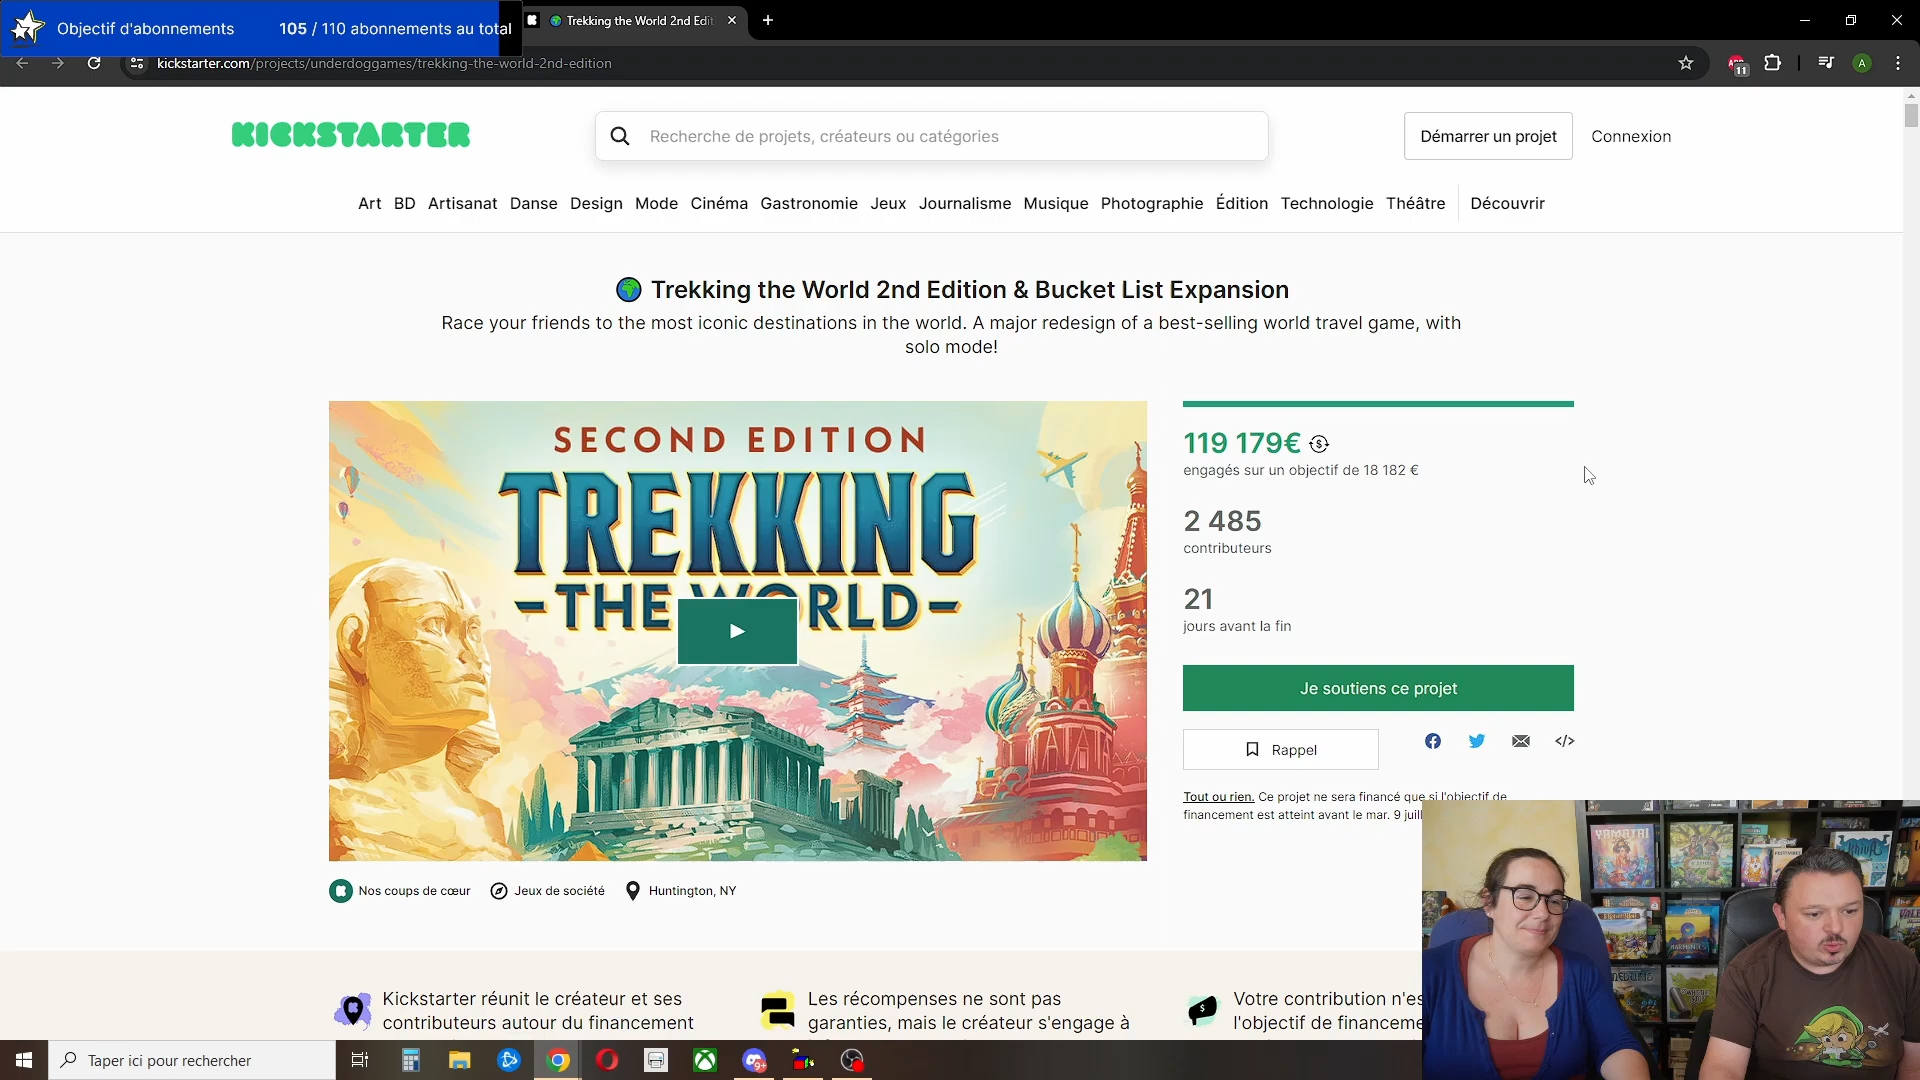 Objectif d'abonnements 105 / 110 abonnements au total
Trekking the World 2nd Edit
kickstarter.com/projects/underdoggames/trekking-the-world-2nd-edition
11
A
KICKSTARTER
Recherche de projets, créateurs ou catégories
Démarrer un projet
Connexion
Art BD Artisanat Danse Design Mode Cinéma Gastronomie Jeux Journalisme Musique Photographie Édition Technologie Théâtre Découvrir
Trekking the World 2nd Edition & Bucket List Expansion
Race your friends to the most iconic destinations in the world. A major redesign of a best-selling world travel game, with
solo mode!
SECOND EDITION
TREKKING
-THE WORLD-
119 179€
engagés sur un objectif de 18 182 €
2 485
contributeurs
21
jours avant la fin
Je soutiens ce projet
Rappel
Tout ou rien. Ce projet ne sera financé que si l'objectif de
financement est atteint avant le mar. 9 juil
Nos coups de cœur Jeux de société Huntington, NY
Kickstarter réunit le créateur et ses
contributeurs autour du financement
Les récompenses ne sont pas
garanties, mais le créateur s'engage à
Votre contribution n'es
l'objectif de financeme
YAMATAI
HARMONIES
Taper ici pour rechercher
9+